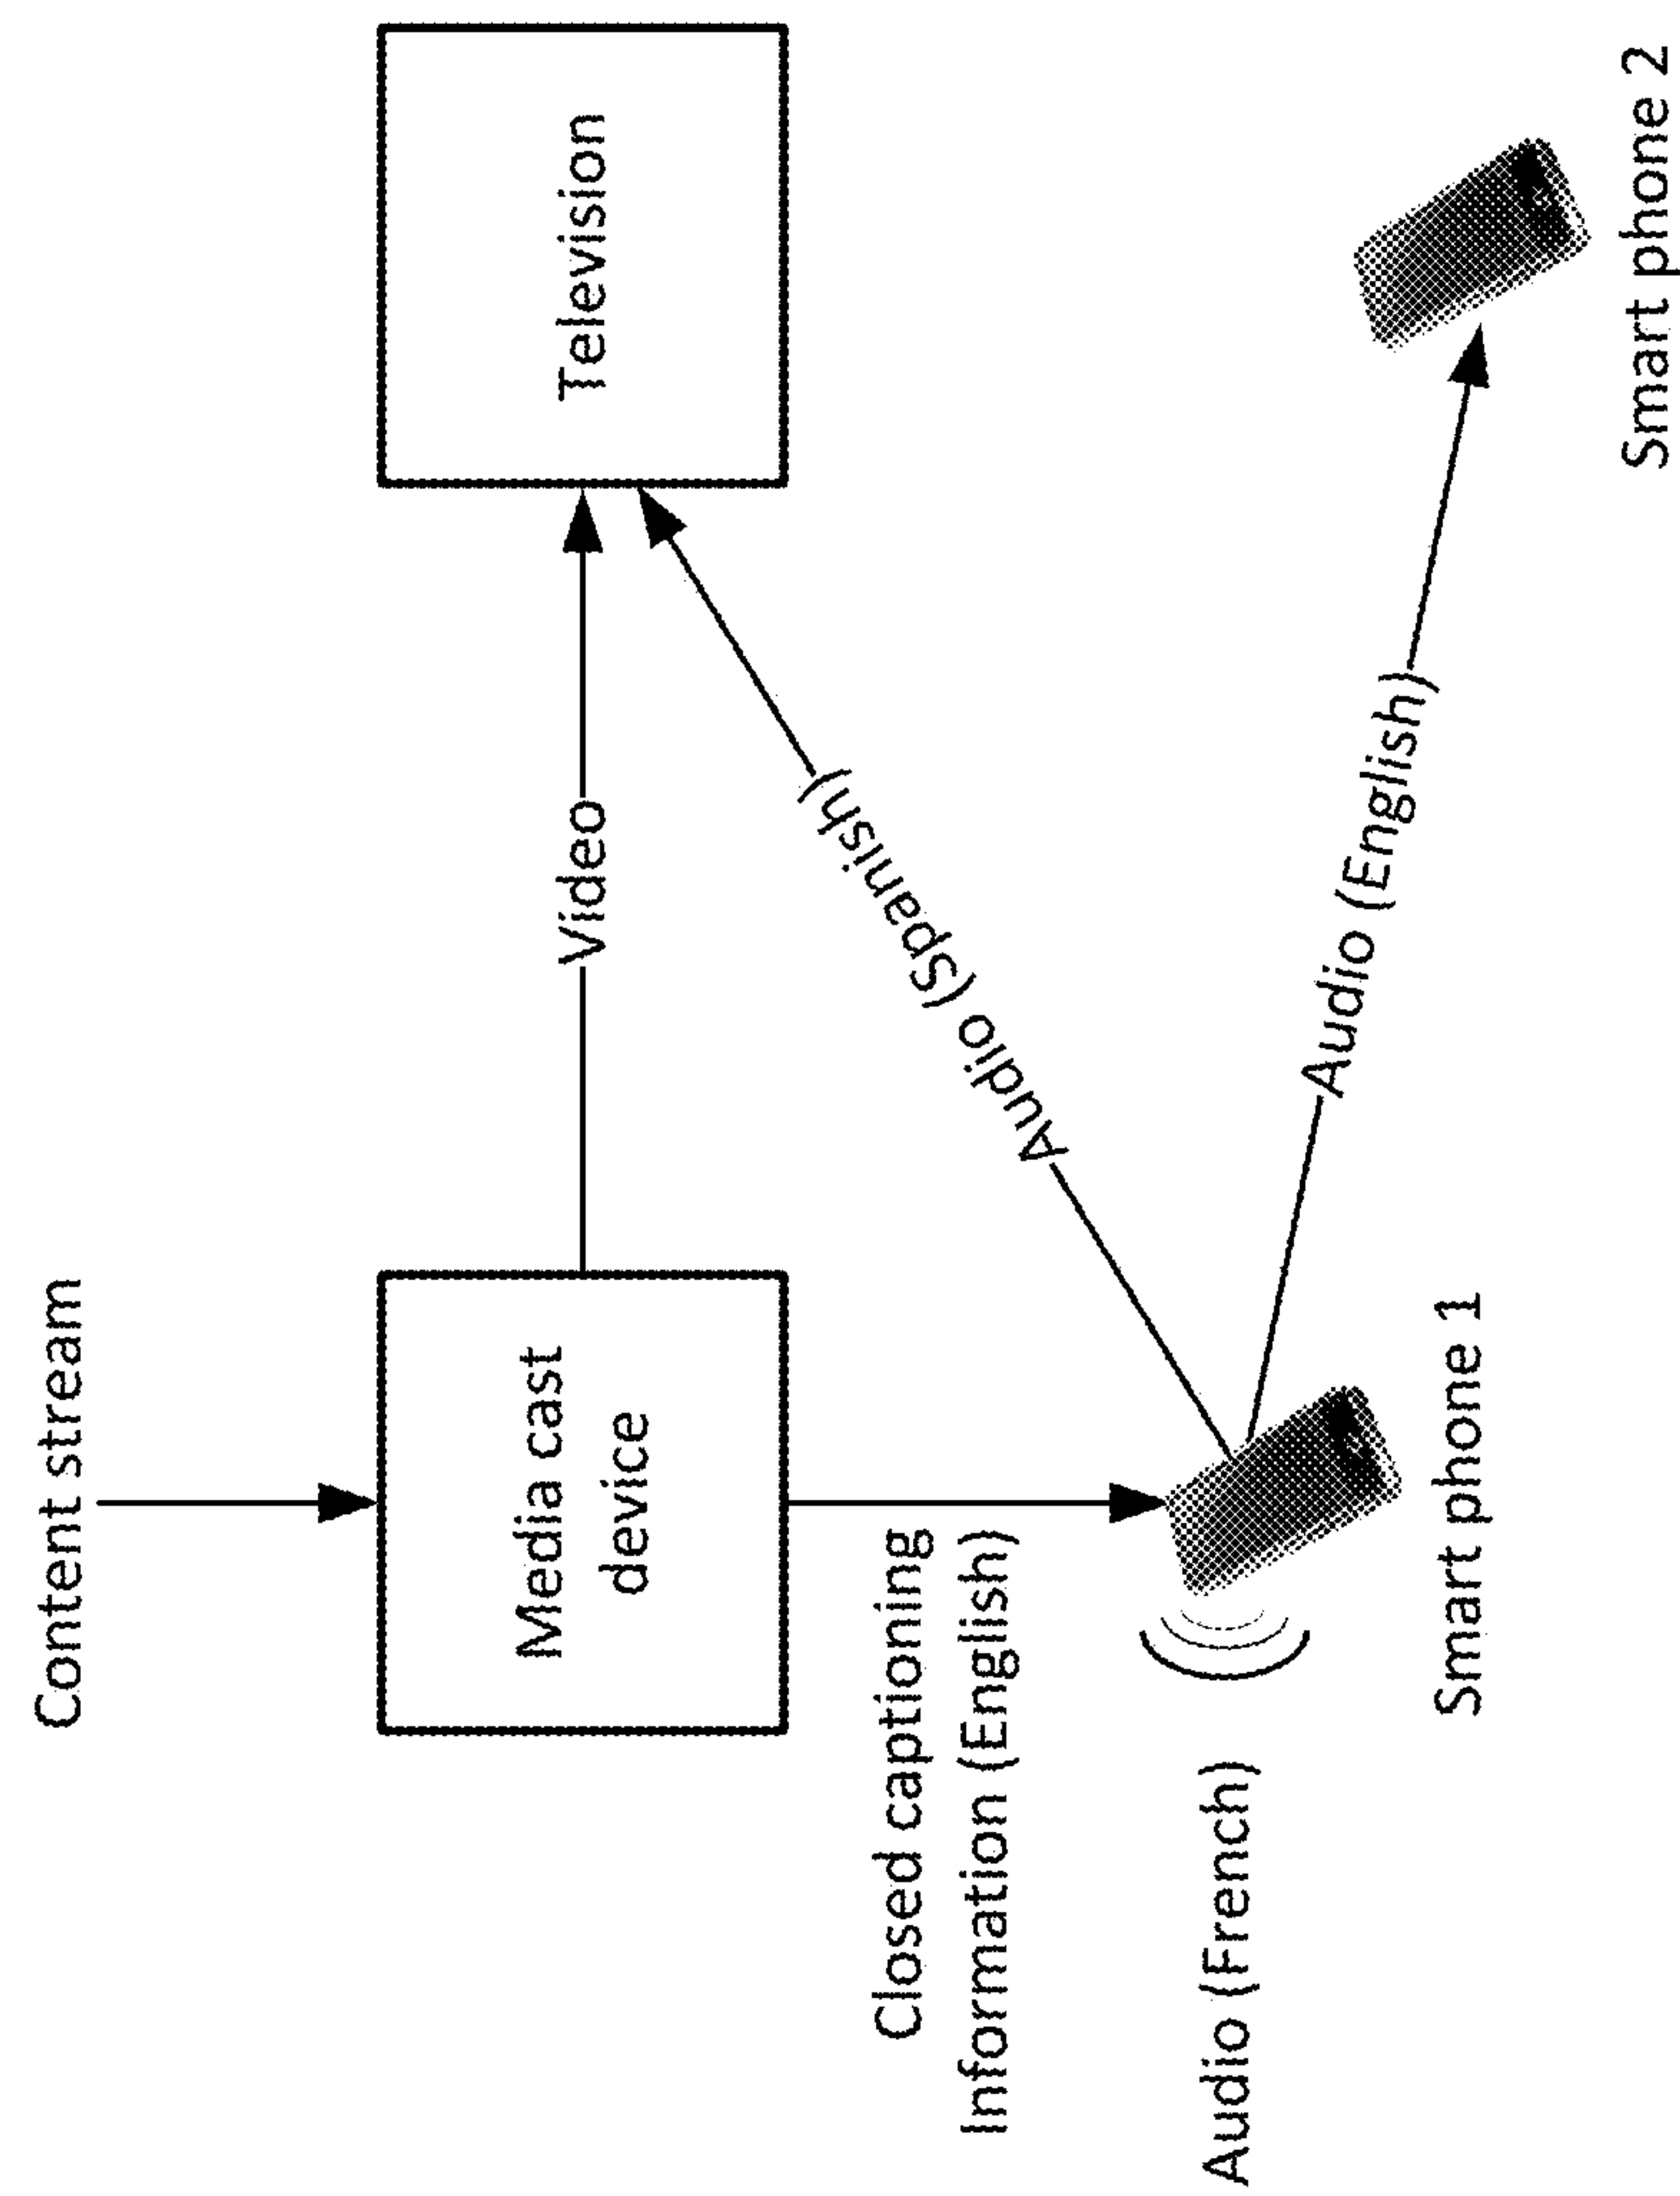 Content stream
Media cast
device
Video
Television
Closed captioning
Information (English)
Audio (Spanish)
Audio (French)
Audio (English)
Smart phone 1
Smart phone 2